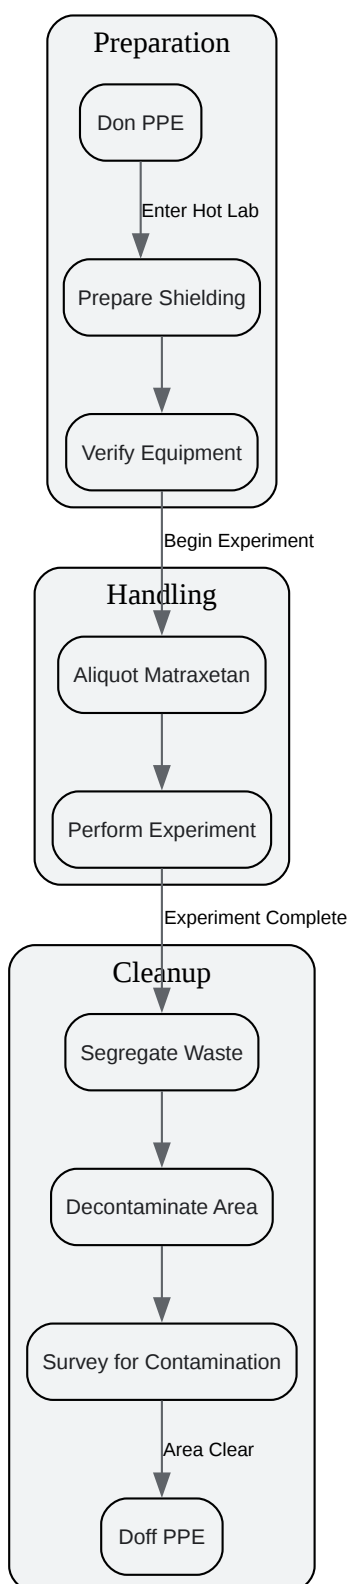 Preparation
Don PPE
Enter Hot Lab
Prepare Shielding
Verify Equipment
Begin Experiment
Handling
Aliquot Matraxetan
Perform Experiment
Experiment Complete
Cleanup
Segregate Waste
Decontaminate Area
Survey for Contamination
Area Clear
Doff PPE